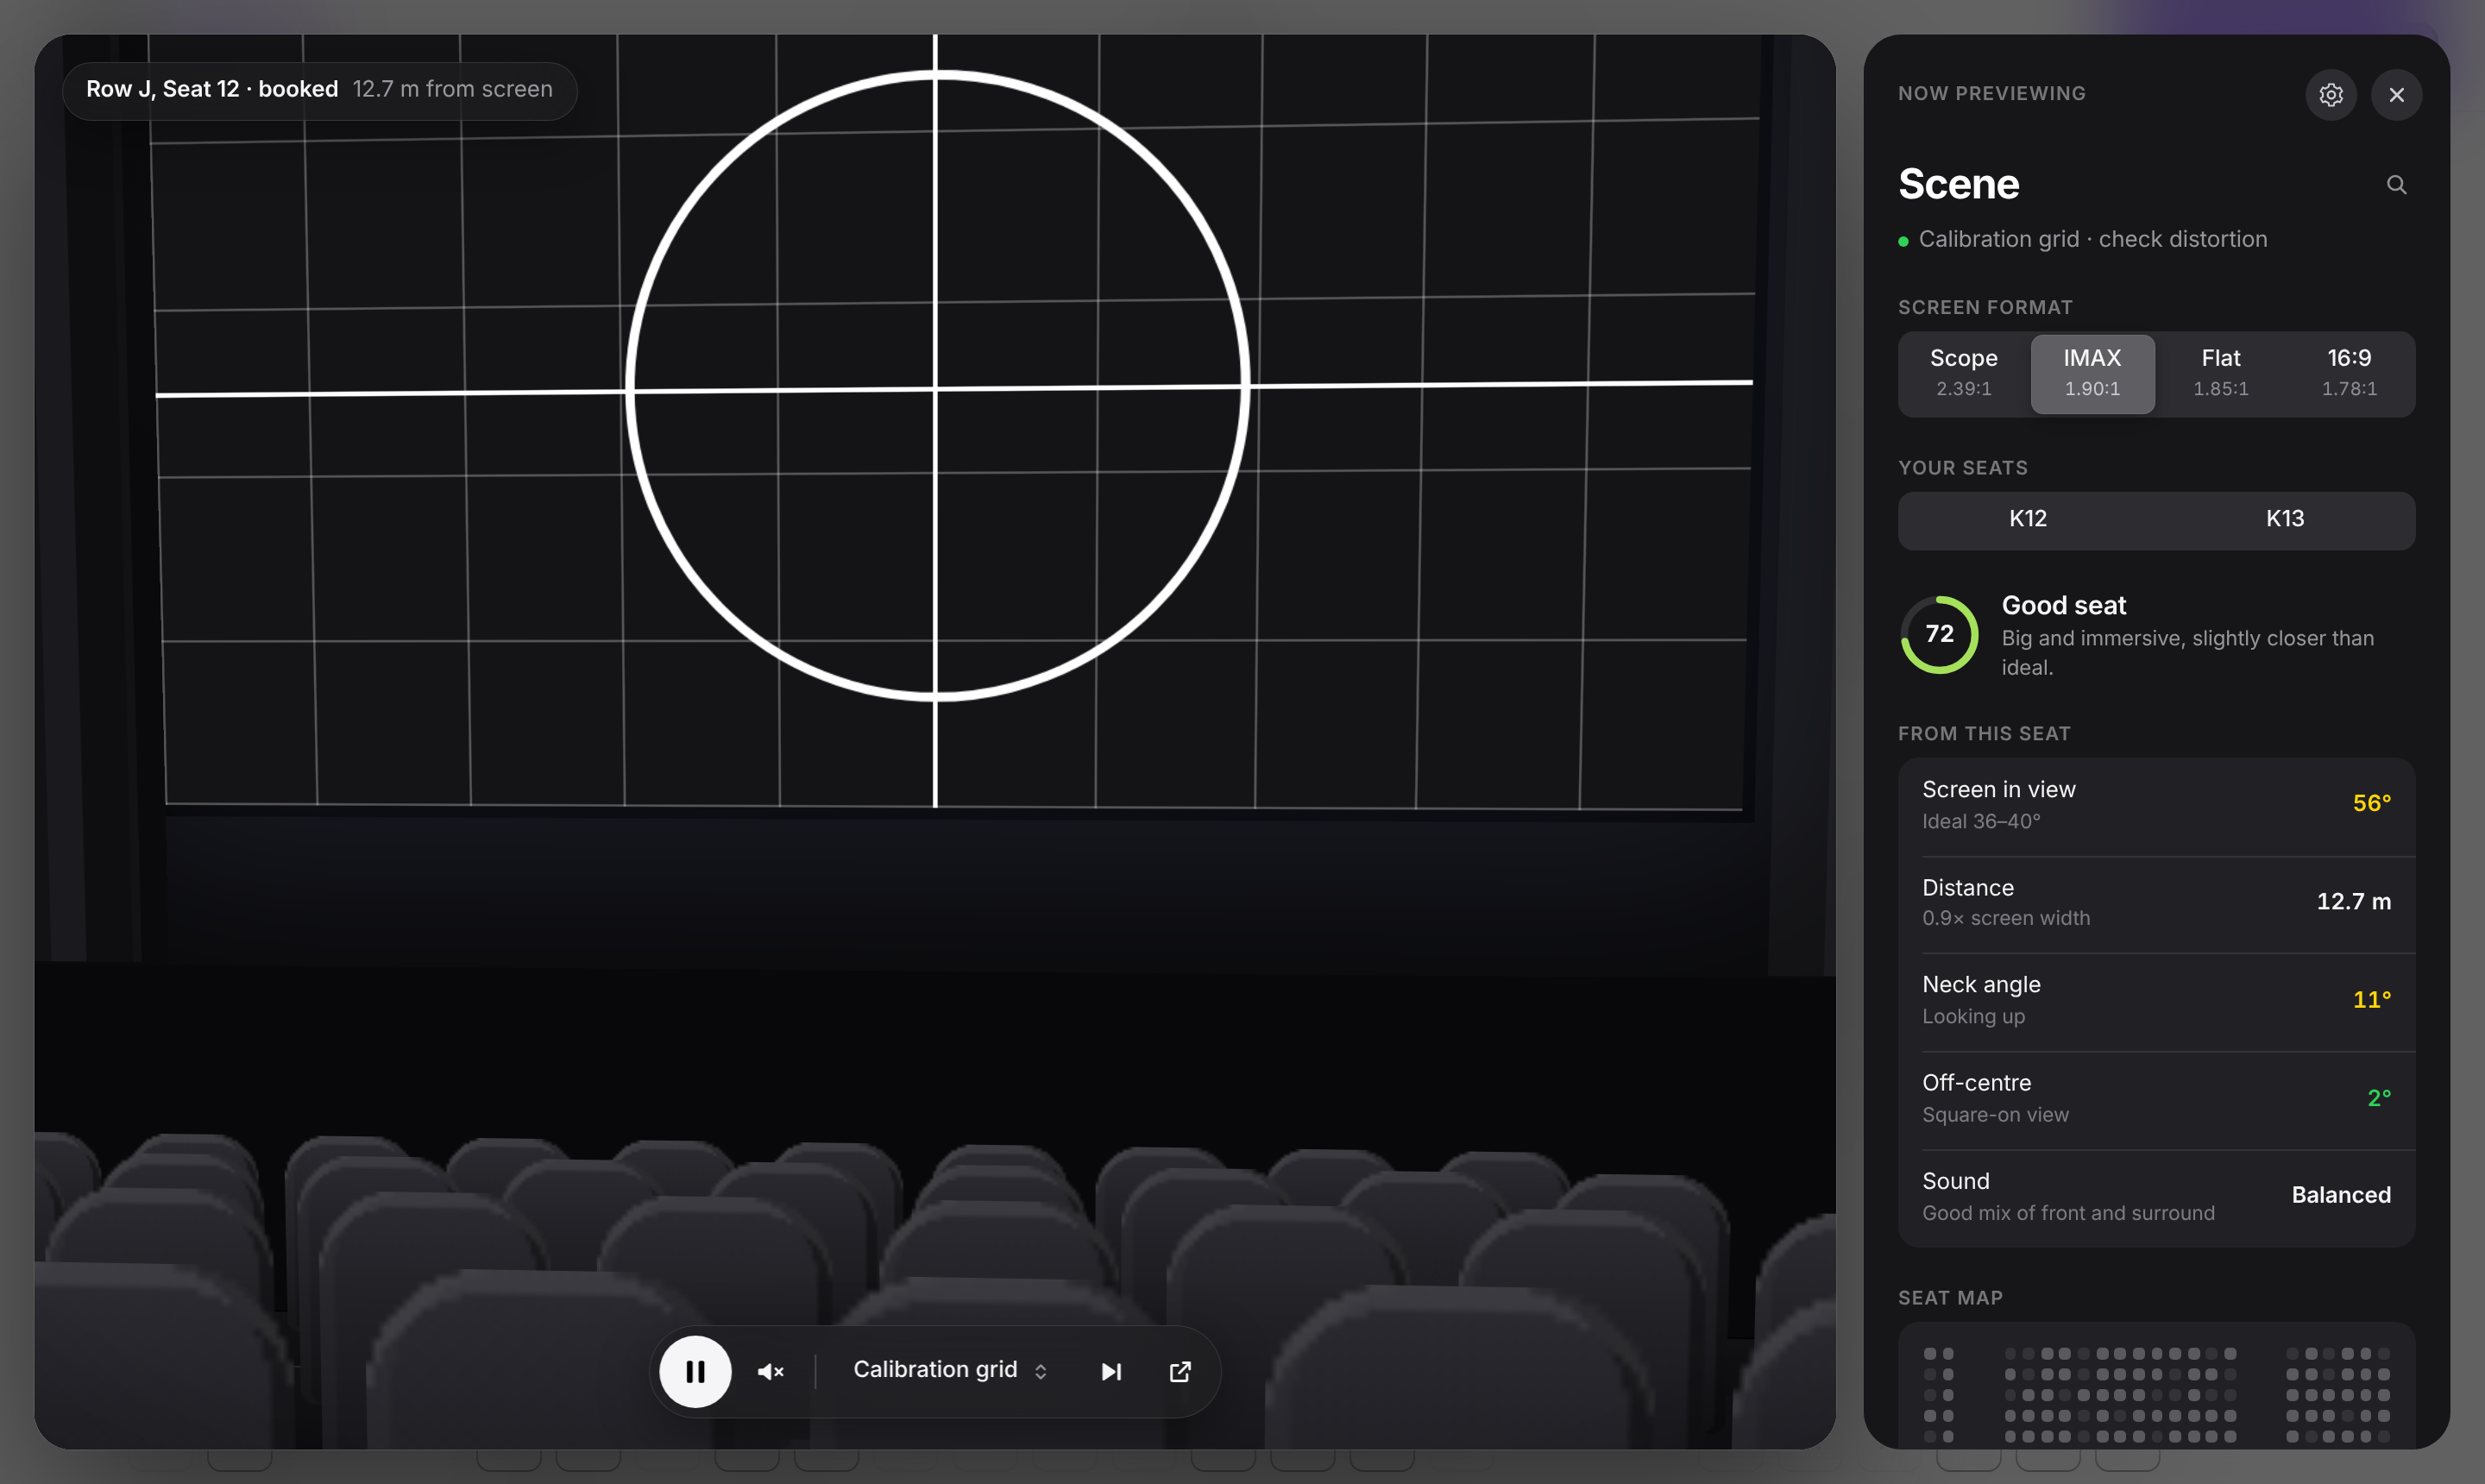 Row J, Seat 12 · booked 12.7 m from screen
Calibration grid
NOW PREVIEWING
Scene
Calibration grid · check distortion
SCREEN FORMAT
Scope IMAX Flat 16:9
2.39:1 1.90:1 1.85:1 1.78:1
YOUR SEATS
K12 K13
72
Good seat
Big and immersive, slightly closer than
ideal.
FROM THIS SEAT
Screen in view
56°
Ideal 36–40°
Distance
12.7 m
0.9× screen width
Neck angle
11°
Looking up
Off-centre
2°
Square-on view
Sound
Balanced
Good mix of front and surround
SEAT MAP